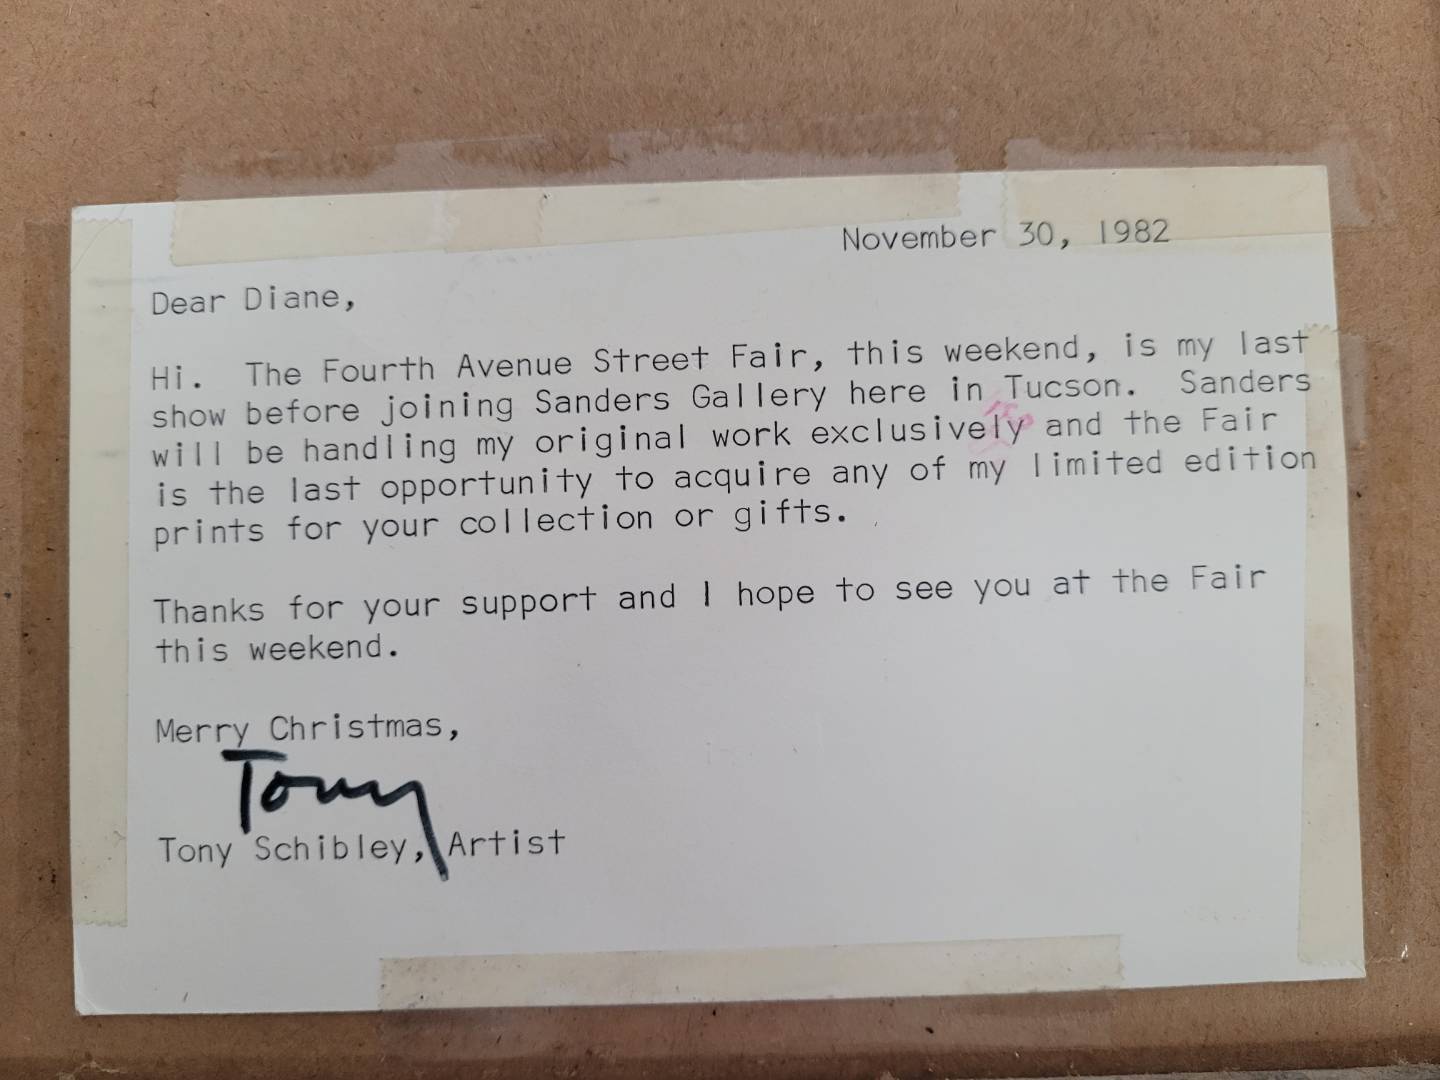 November 30, 1982
Dear Diane,
Hi. The Fourth Avenue Street Fair, this weekend, is my last
show before joining Sanders Gallery here in Tucson. Sanders
will be handling my original work exclusively and the Fair
is the last opportunity to acquire any of my limited edition
prints for your collection or gifts.
Thanks for your support and I hope to see you at the Fair
this weekend.
Merry Christmas,
Tony
Tony Schibley, Artist